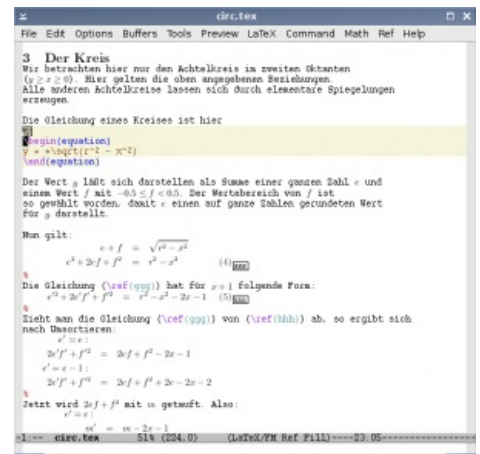 circ.tex
File Edit Options Buffers Tools Preview LaTeX Command Math Ref Help
3 Der Kreis
Wir betrachten hier nur den Achtelkreis im zweiten Oktanten
(y ≥ x ≥ 0). Hier gelten die oben angegebenen Beziehungen.
Alle anderen Achtelkreise lassen sich durch elementare Spiegelungen
erzeugen.
Die Gleichung eines Kreises ist hier
\begin{equation}
y = +\sqrt{r^2 - x^2}
\end{equation}
Der Wert y läßt sich darstellen als Summe einer ganzen Zahl e und
einem Wert f mit −0.5 ≤ f < 0.5. Der Wertebereich von f ist
so gewählt worden, damit e einen auf ganze Zahlen gerundeten Wert
für y darstellt.
Nun gilt:
e + f = √r² − x²
e² + 2ef + f² = r² − x² (4)
%
Die Gleichung (\ref{ggg}) hat für x + 1 folgende Form:
e′² + 2e′f′ + f′² = r² − x² − 2x − 1 (5)
%
Zieht man die Gleichung (\ref{ggg}) von (\ref{hhh}) ab, so ergibt sich
nach Umsortieren:
e′ = e :
2e′f′ + f′² = 2ef + f² − 2x − 1
e′ = e − 1 :
2e′f′ + f′² = 2ef + f² + 2e − 2x − 2
%
Jetzt wird 2ef + f² mit m getauft. Also:
e′ = e :
m′ = m − 2x − 1
-1:-- circ.tex 51% (224,0) (LaTeX/PM Ref Fill)----23:05----------------